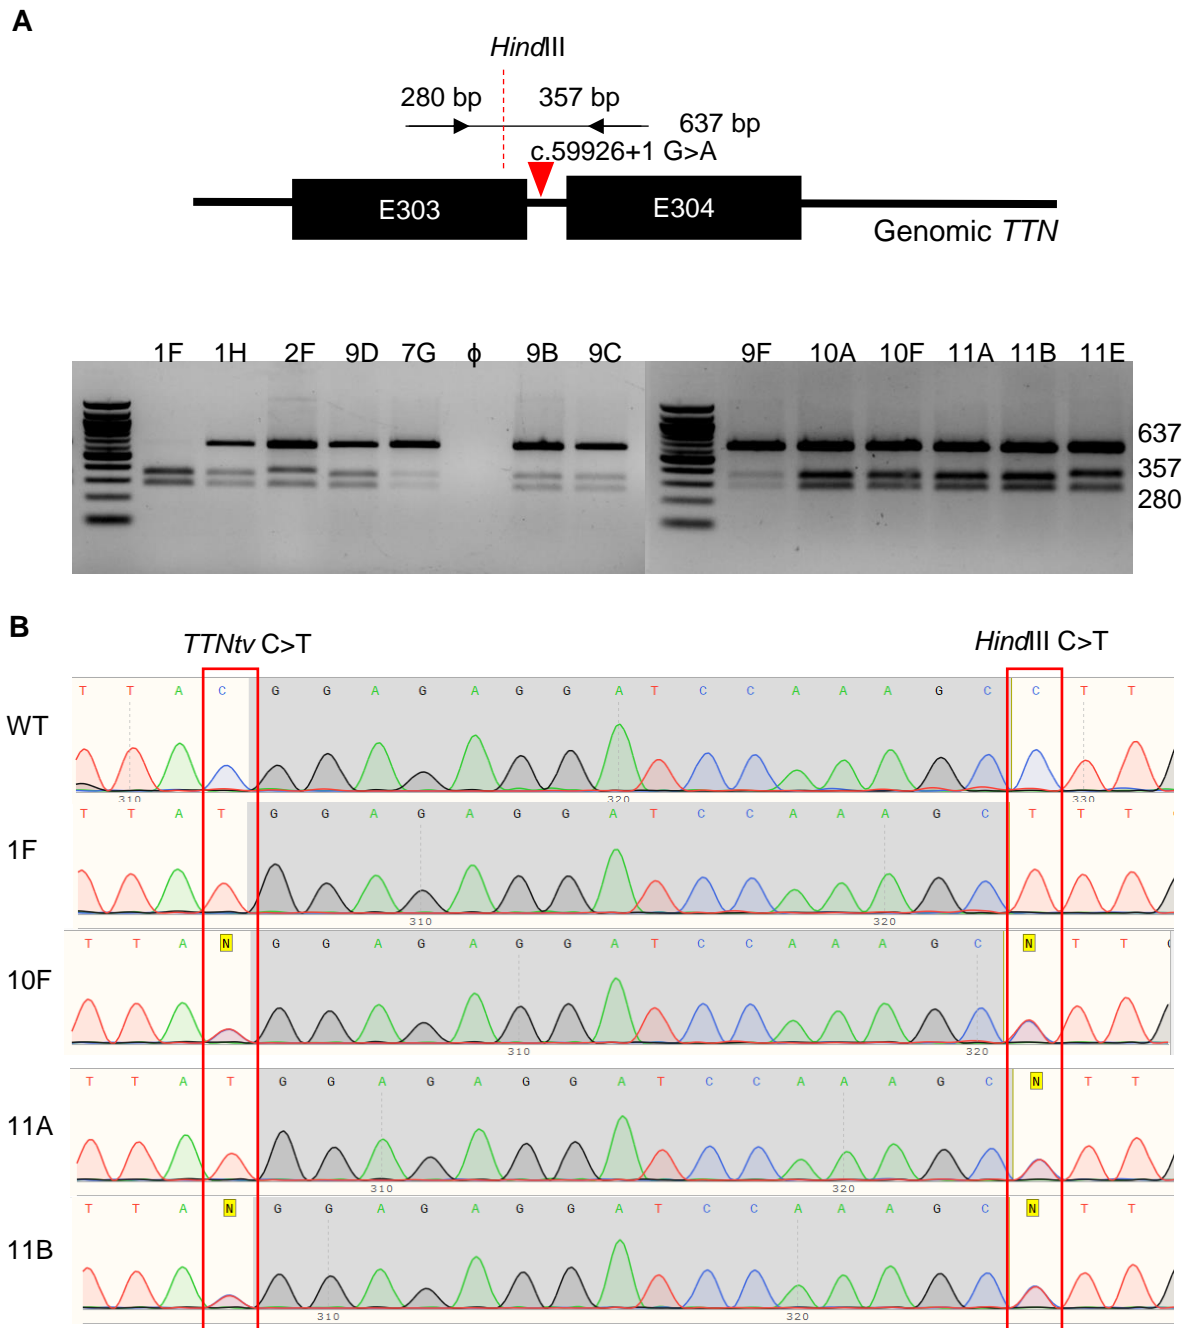 A
HindIII
280 bp 357 bp
637 bp
c.59926+1 G>A
E303 E304
Genomic TTN
1F 1H 2F 9D 7G ϕ 9B 9C 9F 10A 10F 11A 11B 11E
637
357
280
B
TTNtv C>T HindIII C>T
T T A C G G A G A G G A T C C A A A G C C T T
WT
310 320 330
T T A T G G A G A G G A T C C A A A G C T T T
1F
310 320
T T A N G G A G A G G A T C C A A A G C N T T
10F
310 320
T T A T G G A G A G G A T C C A A A G C N T T
11A
310 320
T T A N G G A G A G G A T C C A A A G C N T T
11B
310 320